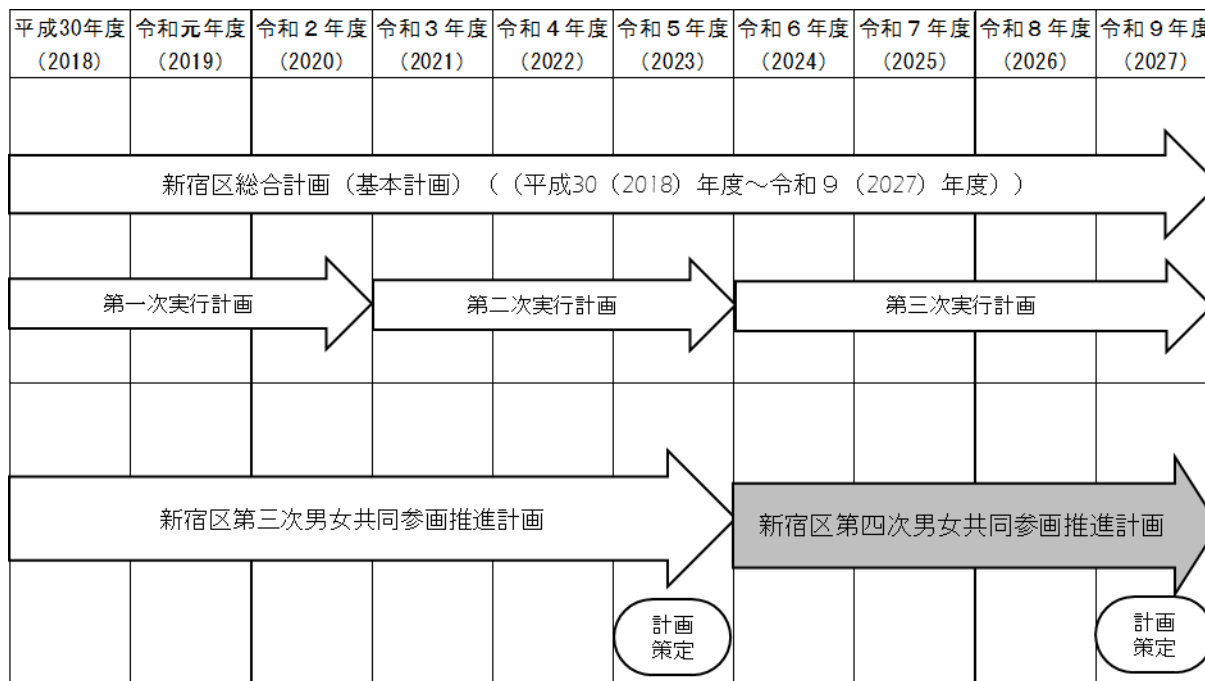 平成30年度 令和元年度 令和２年度 令和３年度 令和４年度 令和５年度 令和６年度 令和７年度 令和８年度 令和９年度
（2018） （2019） （2020） （2021） （2022） （2023） （2024） （2025） （2026） （2027）
新宿区総合計画（基本計画）（（平成30（2018）年度～令和９（2027）年度））
第一次実行計画 第二次実行計画 第三次実行計画
新宿区第三次男女共同参画推進計画 新宿区第四次男女共同参画推進計画
計画 計画
策定 策定